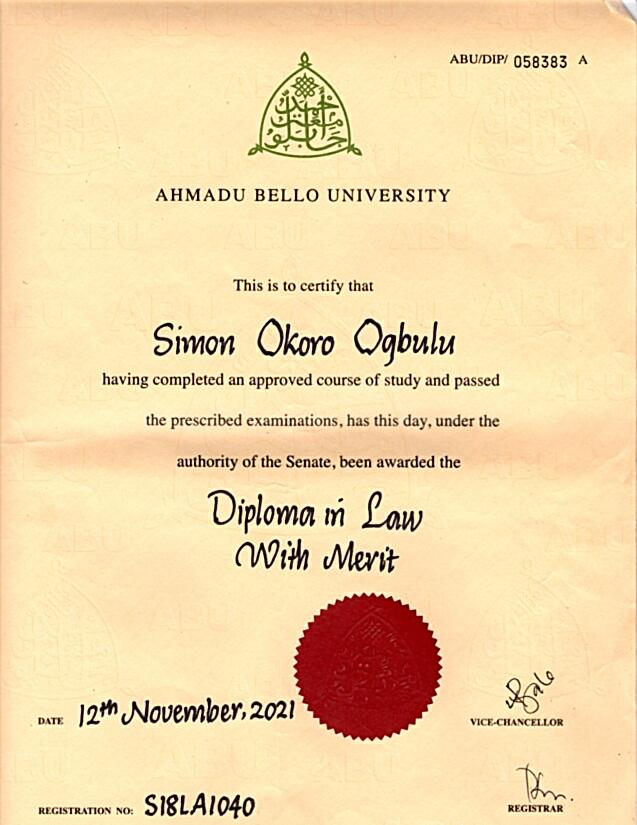 ABU/DIP/ 058383 A
AHMADU BELLO UNIVERSITY
This is to certify that
Simon Okoro Ogbulu
having completed an approved course of study and passed
the prescribed examinations, has this day, under the
authority of the Senate, been awarded the
Diploma in Law
With Merit
DATE 12th November, 2021
VICE-CHANCELLOR
REGISTRATION NO: S18LA1040
REGISTRAR